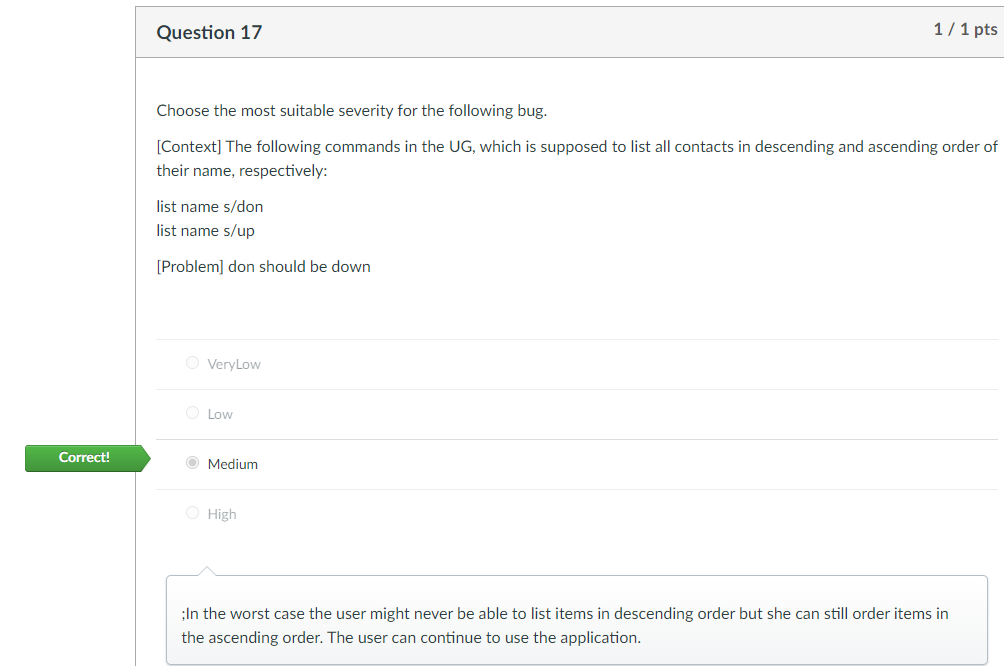 Question 17
1 / 1 pts
Choose the most suitable severity for the following bug.
[Context] The following commands in the UG, which is supposed to list all contacts in descending and ascending order of
their name, respectively:
list name s/don
list name s/up
[Problem] don should be down
VeryLow
Low
Correct!
Medium
High
;In the worst case the user might never be able to list items in descending order but she can still order items in
the ascending order. The user can continue to use the application.